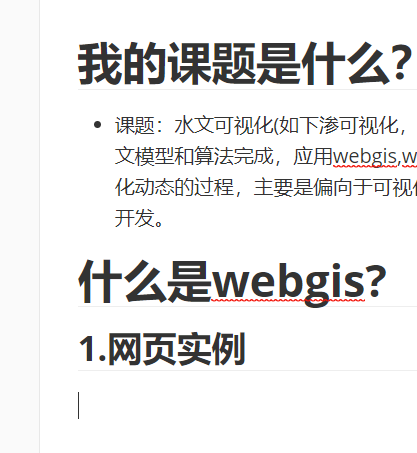 我的课题是什么?
课题：水文可视化(如下渗可视化，
文模型和算法完成，应用webgis,w
化动态的过程，主要是偏向于可视化
开发。
什么是webgis?
1.网页实例